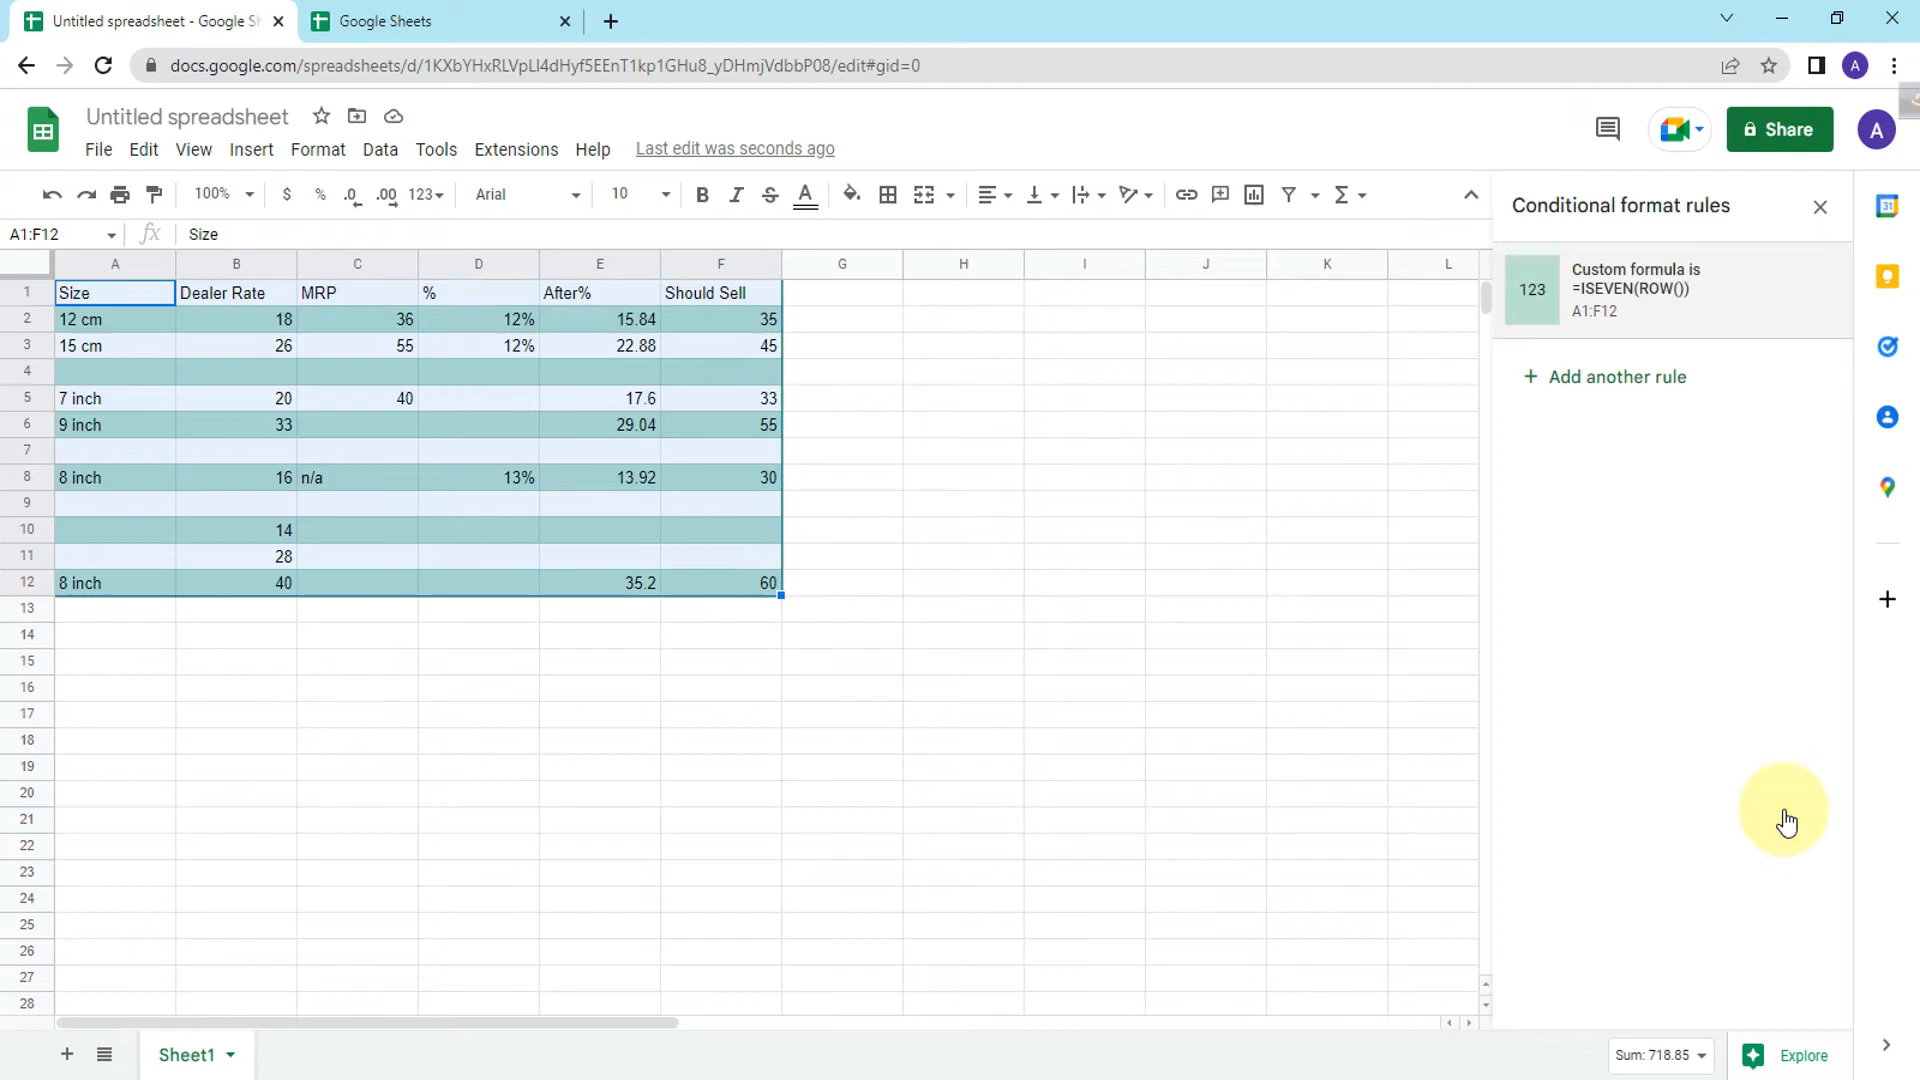 Untitled spreadsheet - Google Sh
Google Sheets
docs.google.com/spreadsheets/d/1KXbYHxRLVpLl4dHyf5EEnT1kp1GHu8_yDHmjVdbbP08/edit#gid=0
A
Untitled spreadsheet
File Edit View Insert Format Data Tools Extensions Help Last edit was seconds ago
Share
A
100% $ % .0 .00 123 Arial 10 B I S A
A1:F12 fx Size
Conditional format rules
A B C D E F G H I J K L
1 Size Dealer Rate MRP % After% Should Sell
2 12 cm 18 36 12% 15.84 35
3 15 cm 26 55 12% 22.88 45
4
5 7 inch 20 40 17.6 33
6 9 inch 33 29.04 55
7
8 8 inch 16 n/a 13% 13.92 30
9
10 14
11 28
12 8 inch 40 35.2 60
13
14
15
16
17
18
19
20
21
22
23
24
25
26
27
28
123
Custom formula is
=ISEVEN(ROW())
A1:F12
+ Add another rule
31
Sheet1
Sum: 718.85
Explore